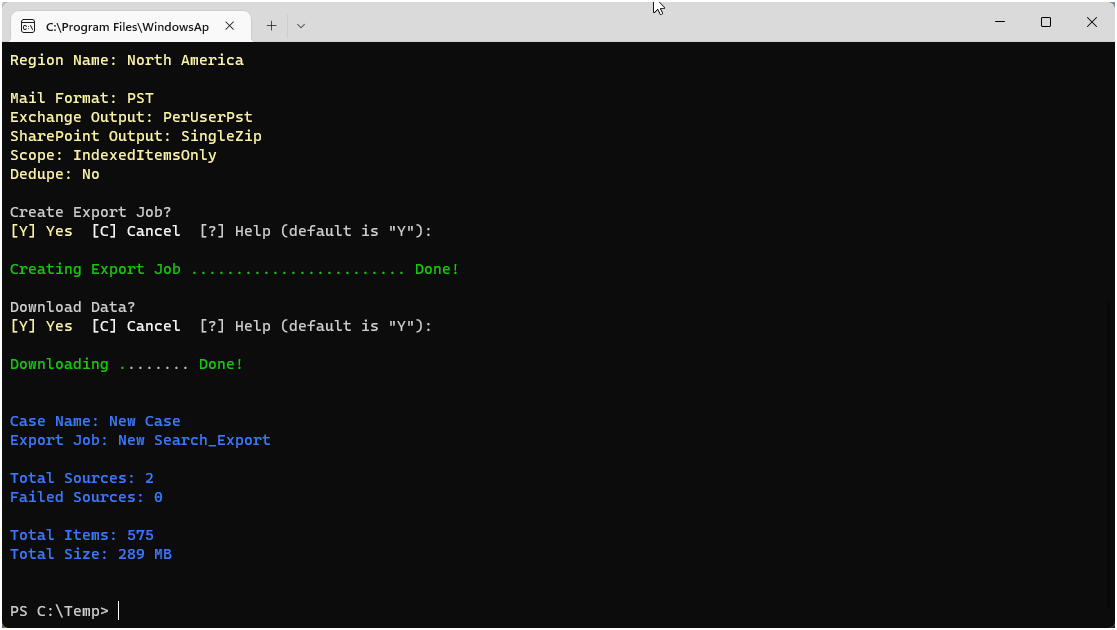 C:\Program Files\WindowsAp
Region Name: North America
Mail Format: PST
Exchange Output: PerUserPst
SharePoint Output: SingleZip
Scope: IndexedItemsOnly
Dedupe: No
Create Export Job?
[Y] Yes  [C] Cancel  [?] Help (default is "Y"):
Creating Export Job ........................ Done!
Download Data?
[Y] Yes  [C] Cancel  [?] Help (default is "Y"):
Downloading ........ Done!
Case Name: New Case
Export Job: New Search_Export
Total Sources: 2
Failed Sources: 0
Total Items: 575
Total Size: 289 MB
PS C:\Temp>